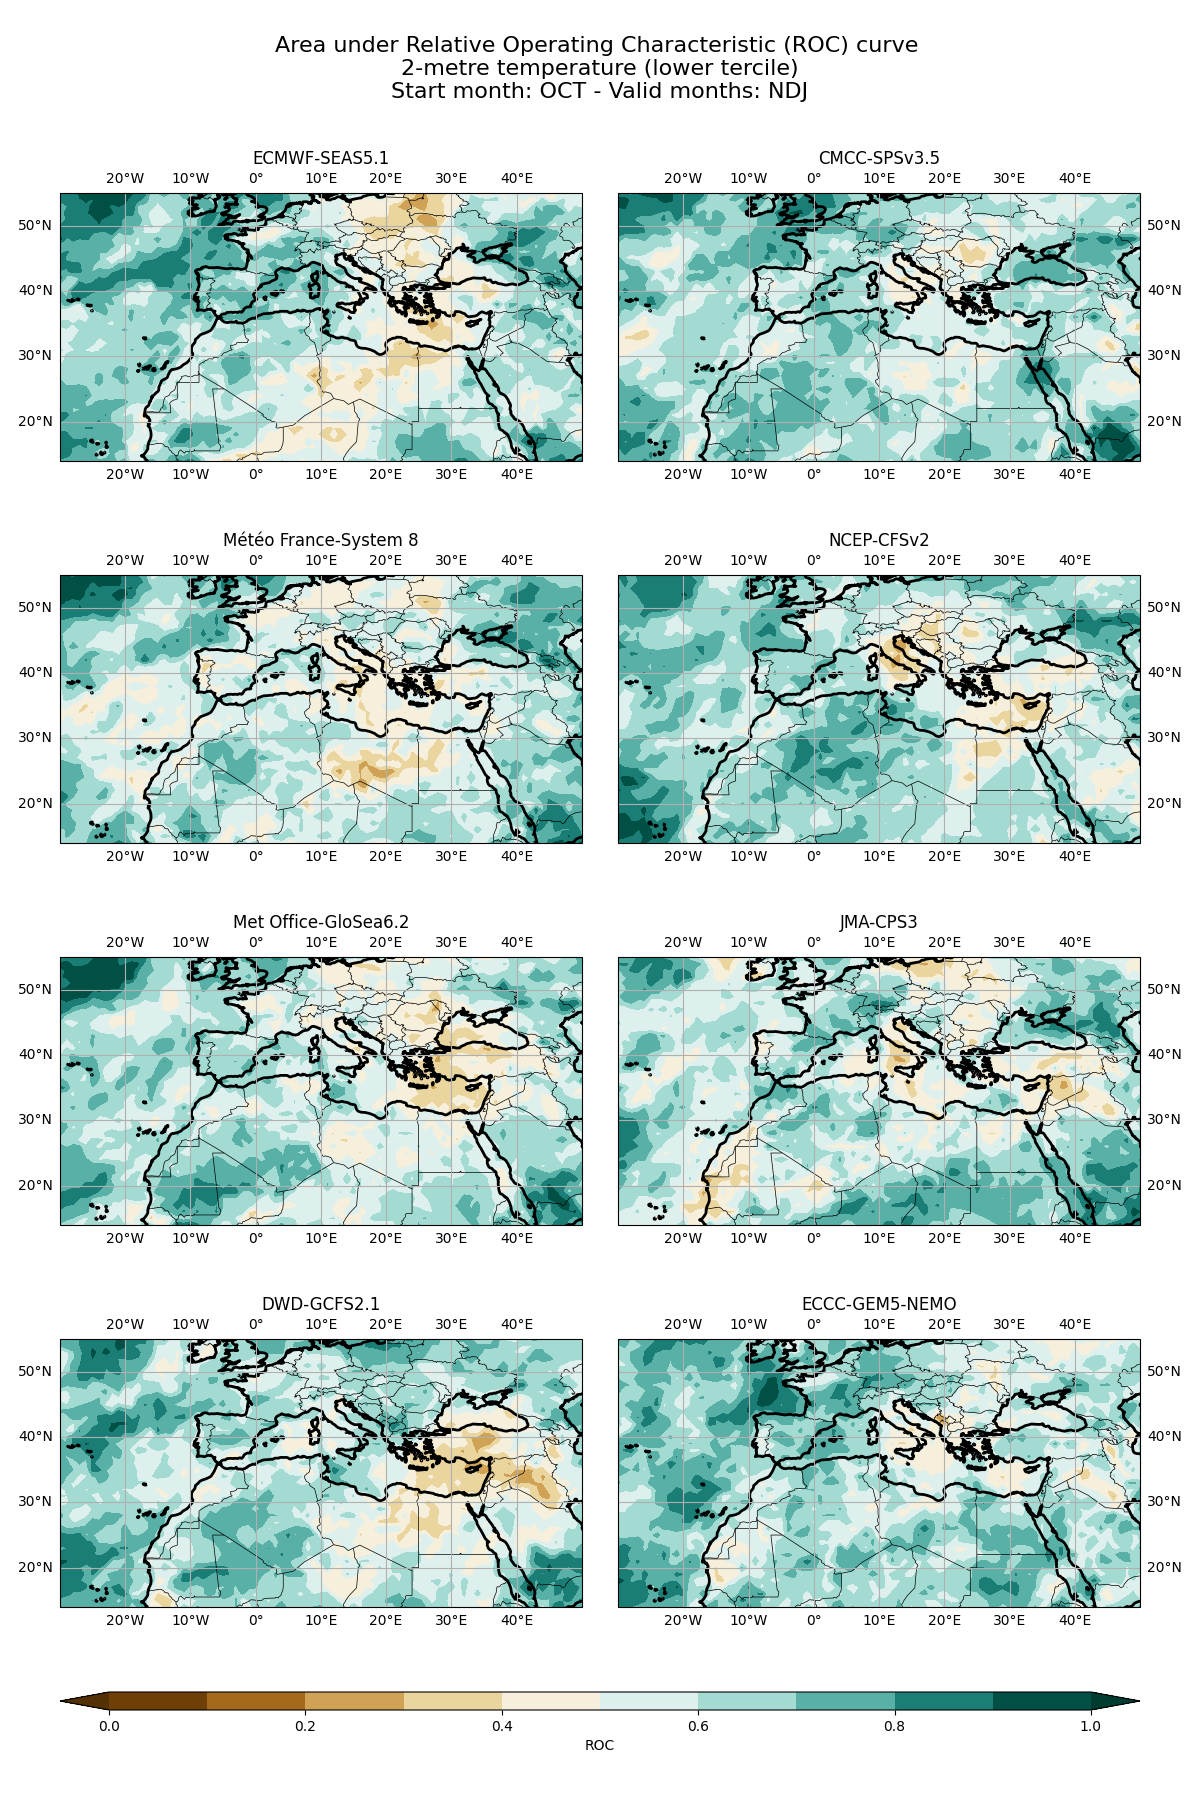 Area under Relative Operating Characteristic (ROC) curve
2-metre temperature (lower tercile)
Start month: OCT - Valid months: NDJ
ECMWF-SEAS5.1
20°W 10°W 0° 10°E 20°E 30°E 40°E
50°N
40°N
30°N
20°N
20°W 10°W 0° 10°E 20°E 30°E 40°E
CMCC-SPSv3.5
20°W 10°W 0° 10°E 20°E 30°E 40°E
50°N
40°N
30°N
20°N
20°W 10°W 0° 10°E 20°E 30°E 40°E
Météo France-System 8
20°W 10°W 0° 10°E 20°E 30°E 40°E
50°N
40°N
30°N
20°N
20°W 10°W 0° 10°E 20°E 30°E 40°E
NCEP-CFSv2
20°W 10°W 0° 10°E 20°E 30°E 40°E
50°N
40°N
30°N
20°N
20°W 10°W 0° 10°E 20°E 30°E 40°E
Met Office-GloSea6.2
20°W 10°W 0° 10°E 20°E 30°E 40°E
50°N
40°N
30°N
20°N
20°W 10°W 0° 10°E 20°E 30°E 40°E
JMA-CPS3
20°W 10°W 0° 10°E 20°E 30°E 40°E
50°N
40°N
30°N
20°N
20°W 10°W 0° 10°E 20°E 30°E 40°E
DWD-GCFS2.1
20°W 10°W 0° 10°E 20°E 30°E 40°E
50°N
40°N
30°N
20°N
20°W 10°W 0° 10°E 20°E 30°E 40°E
ECCC-GEM5-NEMO
20°W 10°W 0° 10°E 20°E 30°E 40°E
50°N
40°N
30°N
20°N
20°W 10°W 0° 10°E 20°E 30°E 40°E
0.0 0.2 0.4 0.6 0.8 1.0
ROC